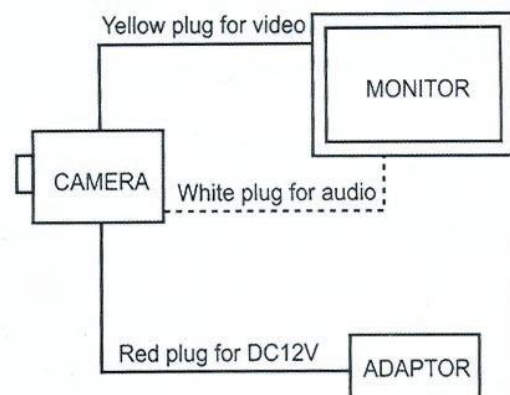 Yellow plug for video
MONITOR
CAMERA
White plug for audio
Red plug for DC12V
ADAPTOR